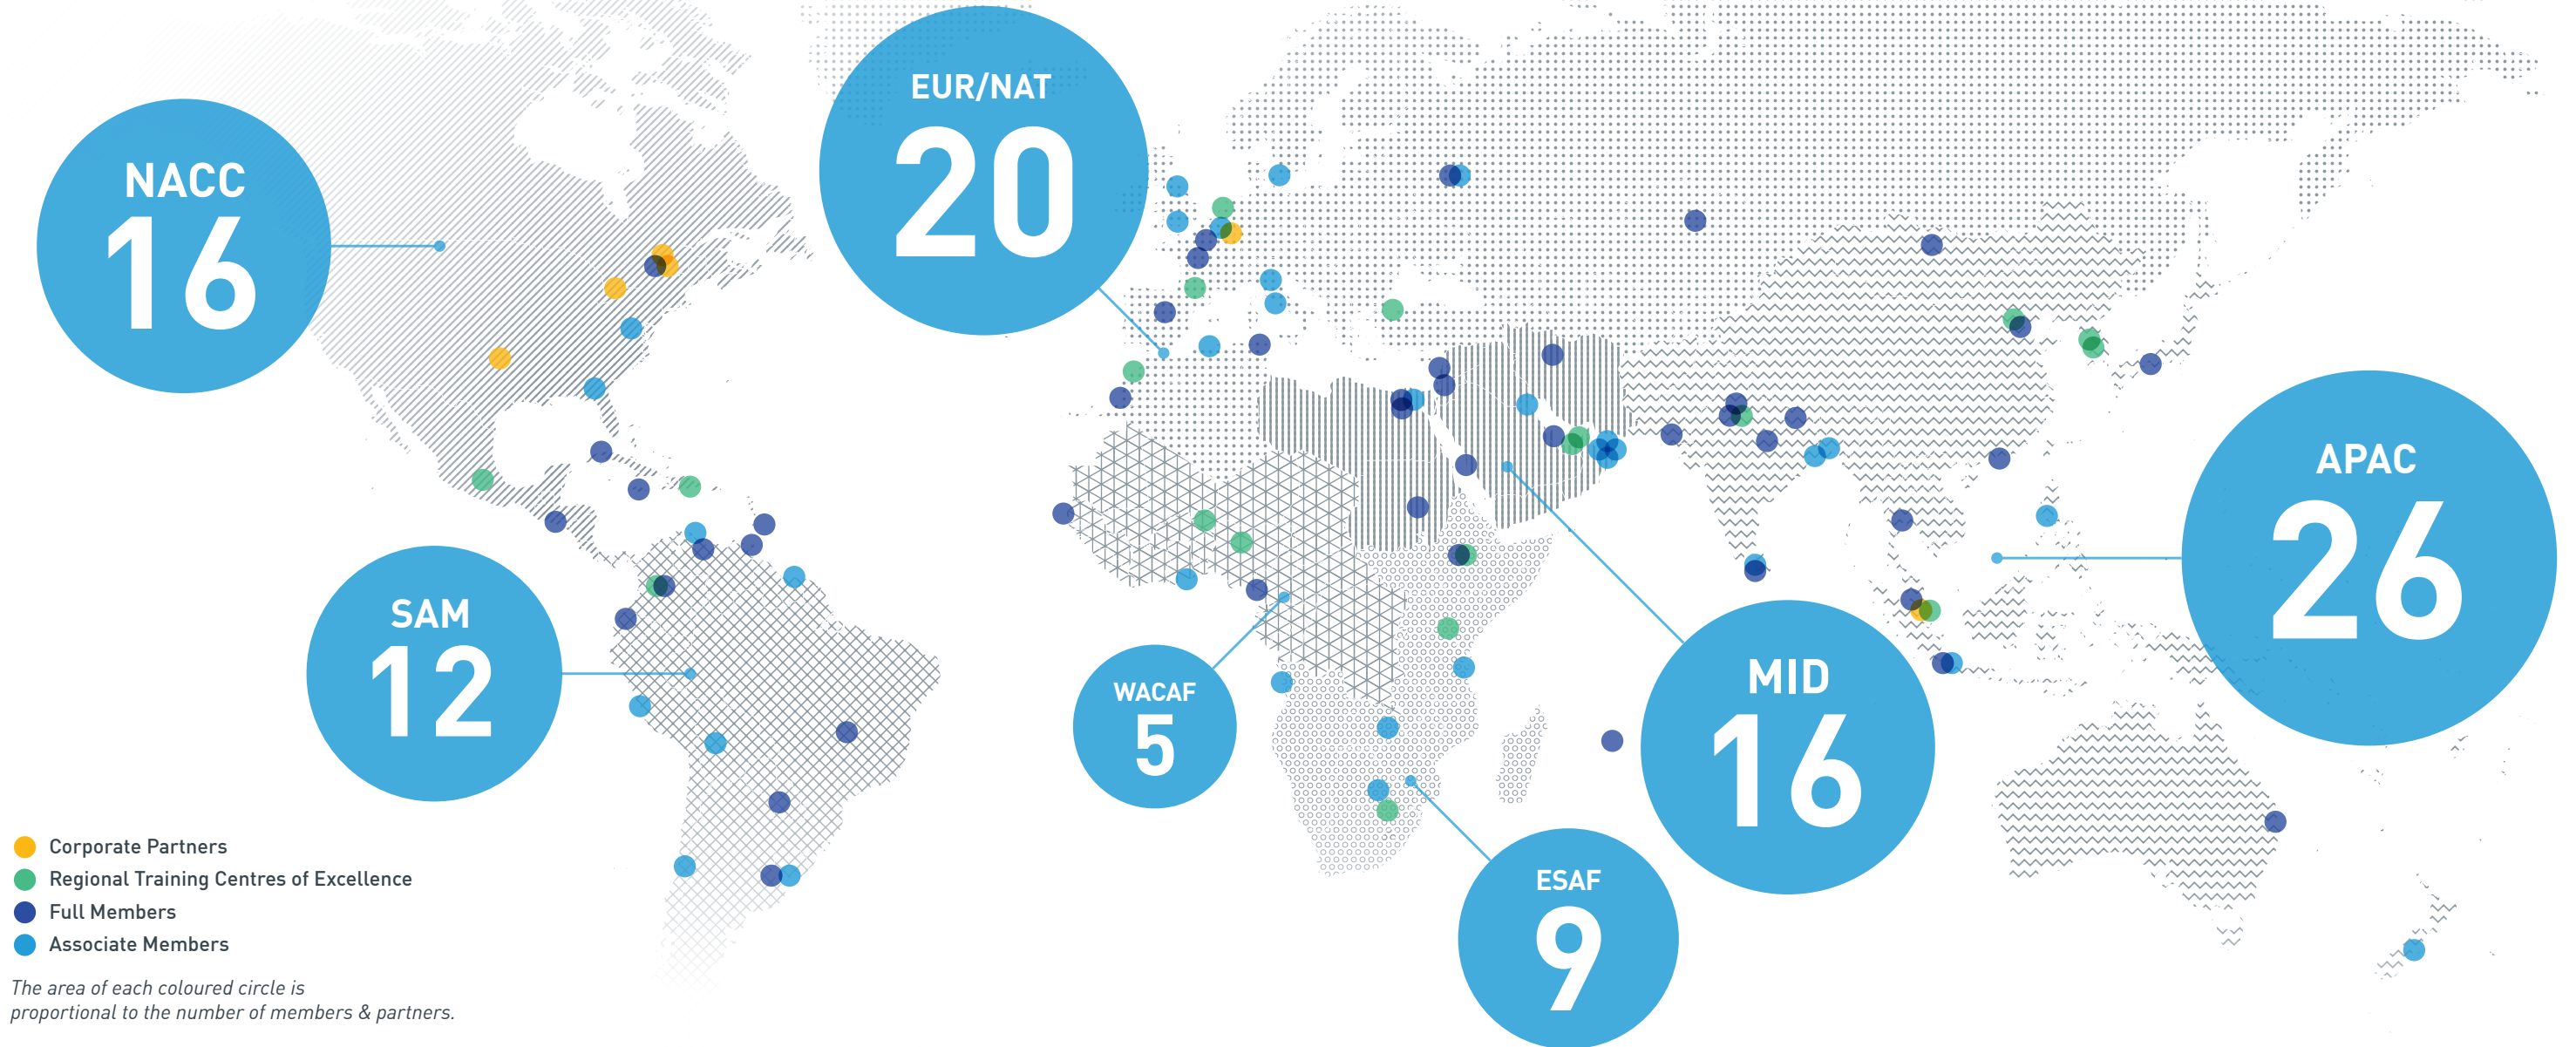 NACC
16
EUR/NAT
20
APAC
26
SAM
12
WACAF
5
MID
16
ESAF
9
Corporate Partners
Regional Training Centres of Excellence
Full Members
Associate Members
The area of each coloured circle is
proportional to the number of members & partners.